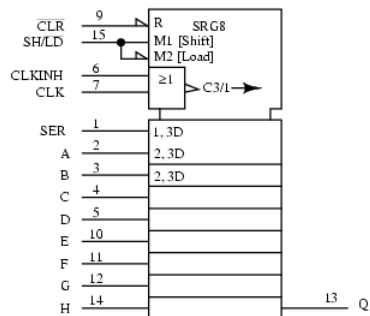 CLR 9 R SRG8
SH/LD 15 M1 [Shift]
M2 [Load]
CLKINH 6 ≥1
CLK 7 C3/1
SER 1 1, 3D
A 2 2, 3D
B 3 2, 3D
C 4
D 5
E 10
F 11
G 12
H 14 13 Q